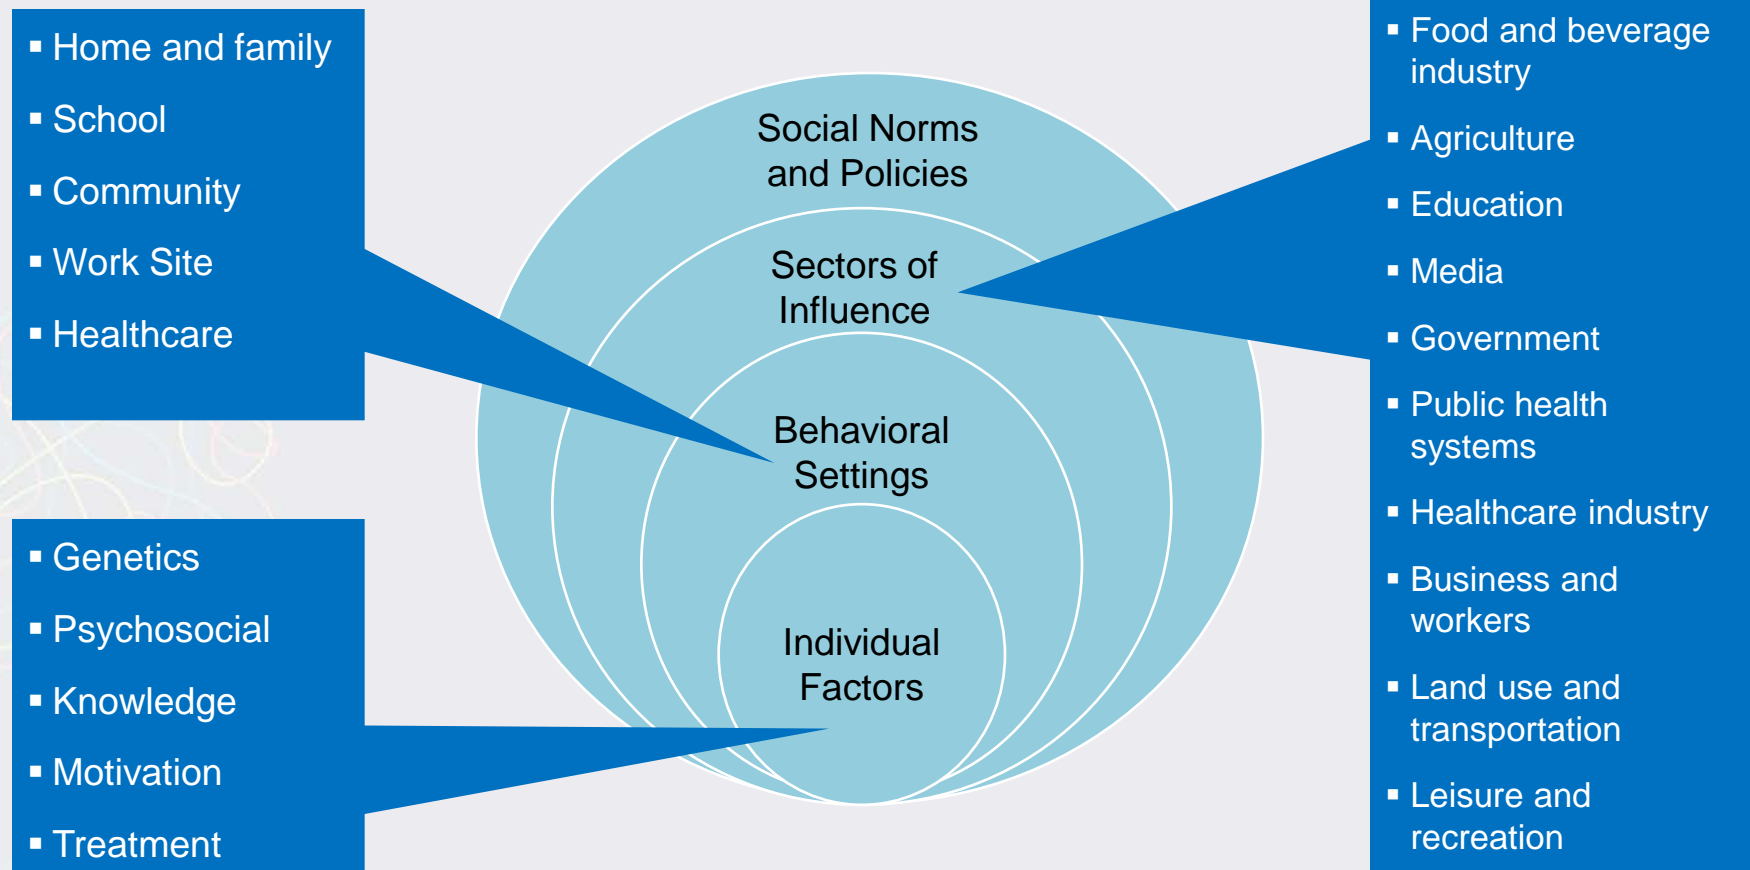 ▪ Home and family
▪ School
▪ Community
▪ Work Site
▪ Healthcare
▪ Genetics
▪ Psychosocial
▪ Knowledge
▪ Motivation
▪ Treatment
Social Norms
and Policies
Sectors of
Influence
Behavioral
Settings
Individual
Factors
▪ Food and beverage
industry
▪ Agriculture
▪ Education
▪ Media
▪ Government
▪ Public health
systems
▪ Healthcare industry
▪ Business and
workers
▪ Land use and
transportation
▪ Leisure and
recreation